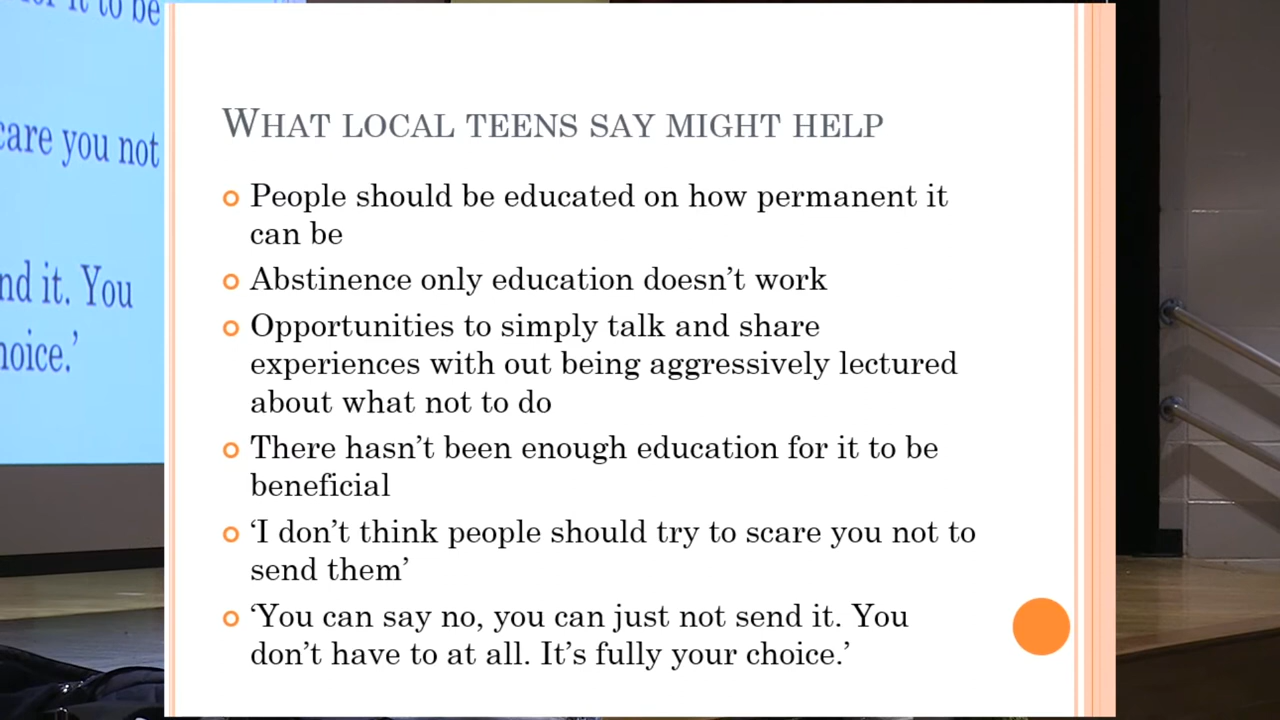 it to be
care you not
nd it. You
hoice.’
WHAT LOCAL TEENS SAY MIGHT HELP
People should be educated on how permanent it
can be
Abstinence only education doesn’t work
Opportunities to simply talk and share
experiences with out being aggressively lectured
about what not to do
There hasn’t been enough education for it to be
beneficial
‘I don’t think people should try to scare you not to
send them’
‘You can say no, you can just not send it. You
don’t have to at all. It’s fully your choice.’